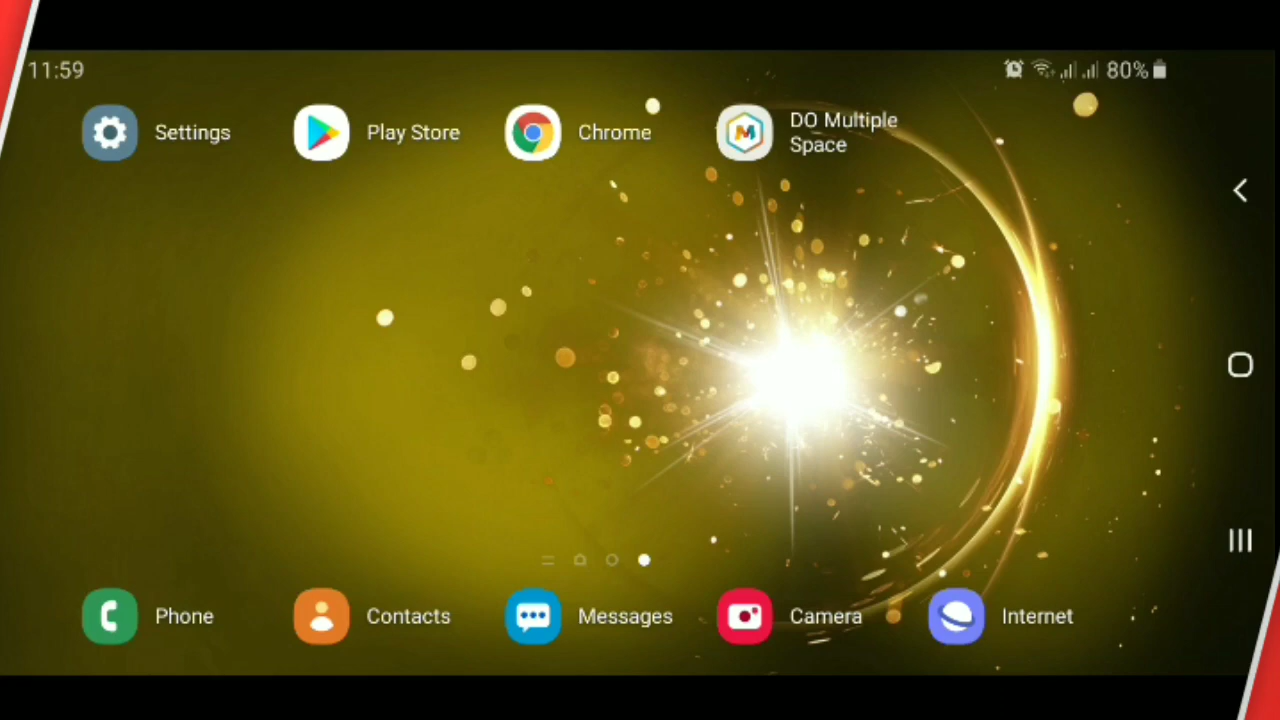 11:59
80%
Settings
Play Store
Chrome
DO Multiple
Space
Phone
Contacts
Messages
Camera
Internet